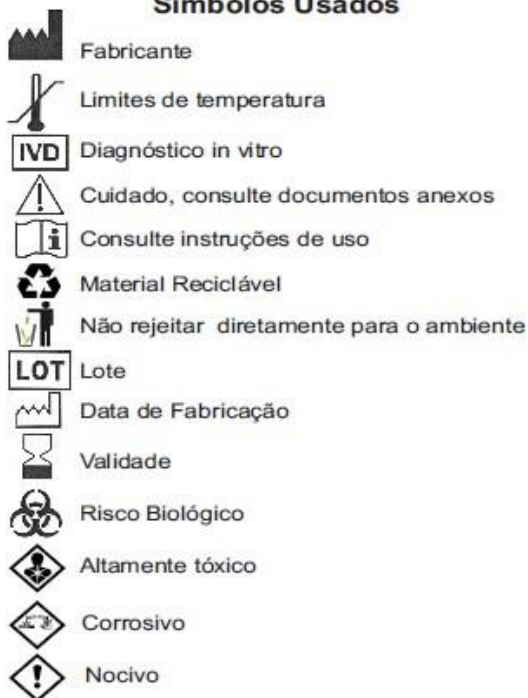 Símbolos Usados
Fabricante
Limites de temperatura
IVD Diagnóstico in vitro
Cuidado, consulte documentos anexos
i Consulte instruções de uso
Material Reciclável
Não rejeitar diretamente para o ambiente
LOT Lote
Data de Fabricação
Validade
Risco Biológico
Altamente tóxico
Corrosivo
Nocivo